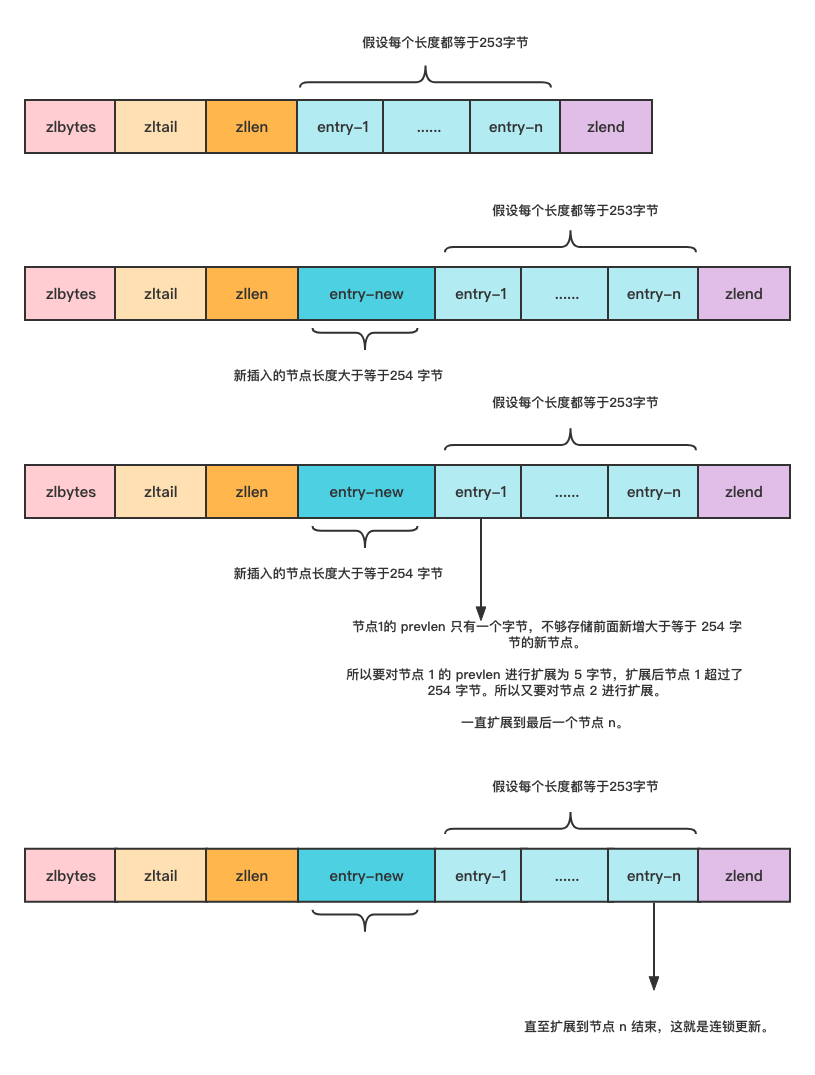 假设每个长度都等于253字节
zlbytes zltail zllen entry-1 ...... entry-n zlend
假设每个长度都等于253字节
zlbytes zltail zllen entry-new entry-1 ...... entry-n zlend
新插入的节点长度大于等于254 字节
假设每个长度都等于253字节
zlbytes zltail zllen entry-new entry-1 ...... entry-n zlend
新插入的节点长度大于等于254 字节
节点1的 prevlen 只有一个字节，不够存储前面新增大于等于 254 字
节的新节点。
所以要对节点 1 的 prevlen 进行扩展为 5 字节，扩展后节点 1 超过了
254 字节。所以又要对节点 2 进行扩展。
一直扩展到最后一个节点 n。
假设每个长度都等于253字节
zlbytes zltail zllen entry-new entry-1 ...... entry-n zlend
直至扩展到节点 n 结束，这就是连锁更新。